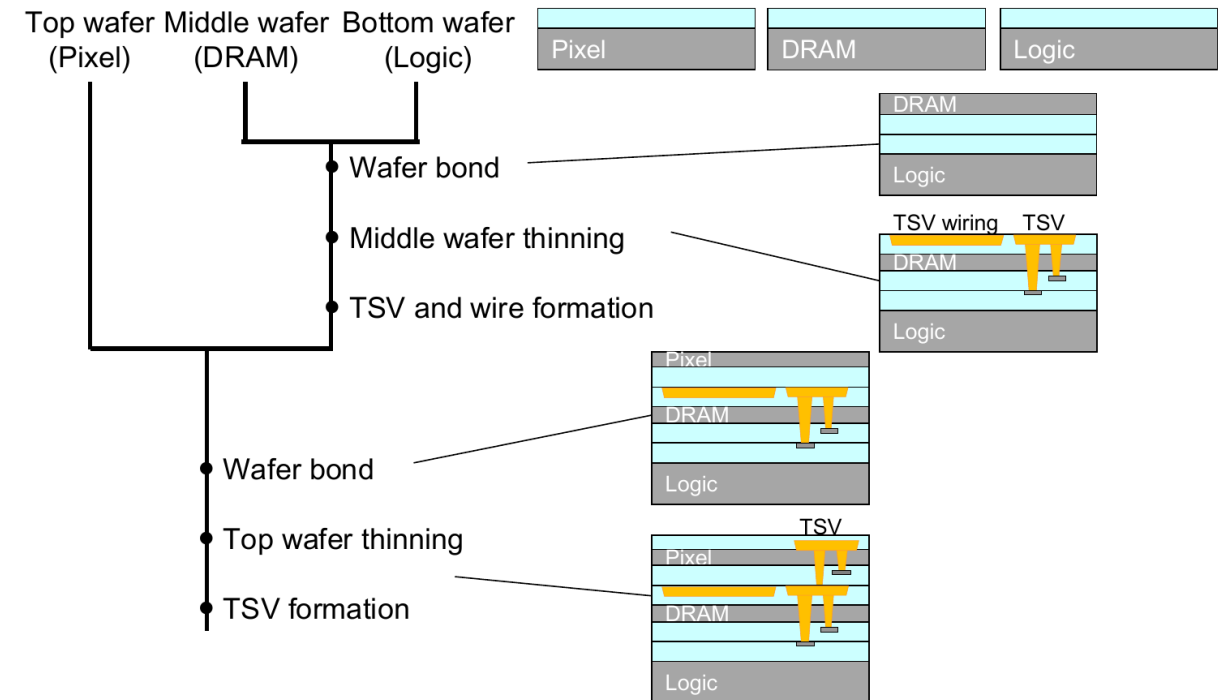 Top wafer Middle wafer Bottom wafer
(Pixel) (DRAM) (Logic)
Pixel DRAM Logic
DRAM
Wafer bond
Logic
TSV wiring TSV
Middle wafer thinning
DRAM
TSV and wire formation
Logic
Pixel
DRAM
Wafer bond
Logic
TSV
Top wafer thinning
Pixel
TSV formation
DRAM
Logic